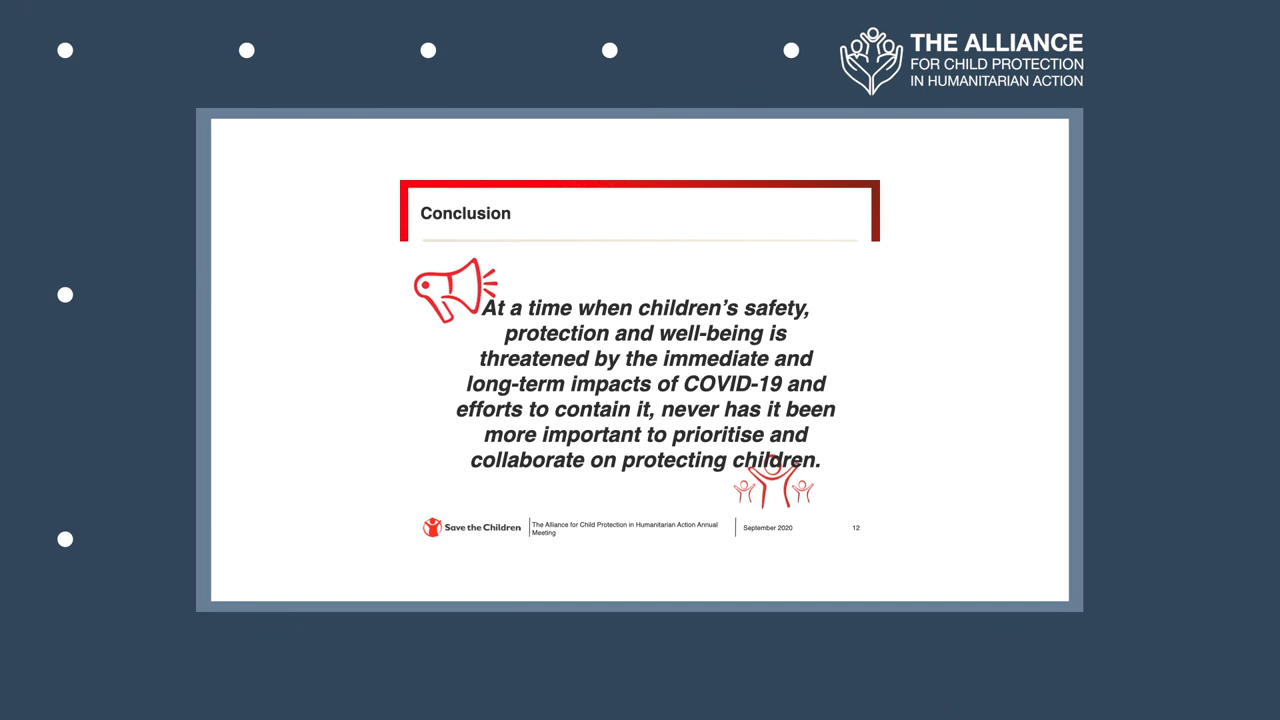 THE ALLIANCE
FOR CHILD PROTECTION
IN HUMANITARIAN ACTION
Conclusion
At a time when children’s safety,
protection and well-being is
threatened by the immediate and
long-term impacts of COVID-19 and
efforts to contain it, never has it been
more important to prioritise and
collaborate on protecting children.
Save the Children
The Alliance for Child Protection in Humanitarian Action Annual
Meeting
September 2020
12